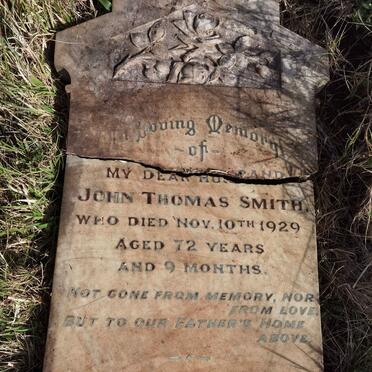 In Loving Memory
-of-
MY DEAR HUSBAND
JOHN THOMAS SMITH,
WHO DIED NOV. 10TH 1929
AGED 72 YEARS
AND 9 MONTHS.
NOT GONE FROM MEMORY, NOR
FROM LOVE,
BUT TO OUR FATHER'S HOME
ABOVE.